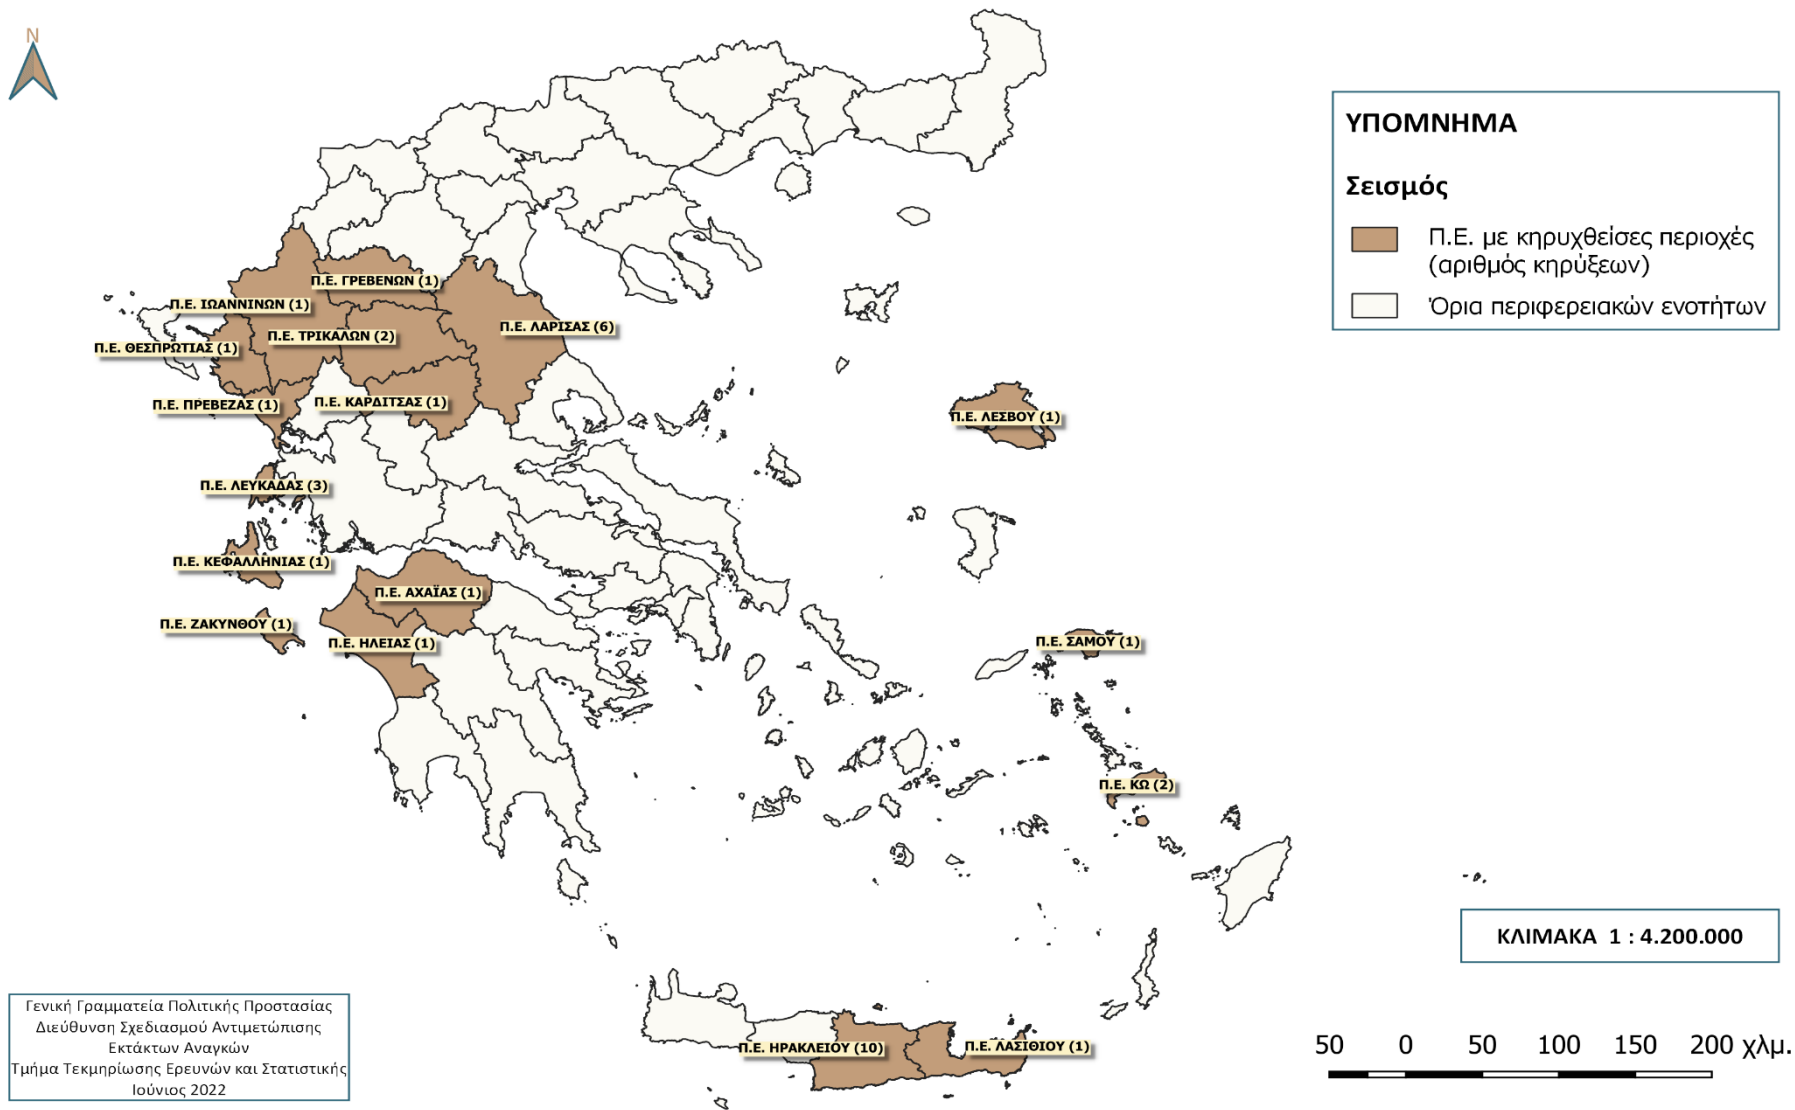 N
ΥΠΟΜΝΗΜΑ
Σεισμός
Π.Ε. με κηρυχθείσες περιοχές
(αριθμός κηρύξεων)
Όρια περιφερειακών ενοτήτων
Π.Ε. ΓΡΕΒΕΝΩΝ (1)
Π.Ε. ΙΩΑΝΝΙΝΩΝ (1)
Π.Ε. ΛΑΡΙΣΑΣ (6)
Π.Ε. ΤΡΙΚΑΛΩΝ (2)
Π.Ε. ΘΕΣΠΡΩΤΙΑΣ (1)
Π.Ε. ΠΡΕΒΕΖΑΣ (1)
Π.Ε. ΚΑΡΔΙΤΣΑΣ (1)
Π.Ε. ΛΕΣΒΟΥ (1)
Π.Ε. ΛΕΥΚΑΔΑΣ (3)
Π.Ε. ΚΕΦΑΛΛΗΝΙΑΣ (1)
Π.Ε. ΑΧΑΪΑΣ (1)
Π.Ε. ΖΑΚΥΝΘΟΥ (1)
Π.Ε. ΗΛΕΙΑΣ (1)
Π.Ε. ΣΑΜΟΥ (1)
Π.Ε. ΚΩ (2)
Π.Ε. ΗΡΑΚΛΕΙΟΥ (10)
Π.Ε. ΛΑΣΙΘΙΟΥ (1)
ΚΛΙΜΑΚΑ 1 : 4.200.000
50 0 50 100 150 200 χλμ.
Γενική Γραμματεία Πολιτικής Προστασίας
Διεύθυνση Σχεδιασμού Αντιμετώπισης
Εκτάκτων Αναγκών
Τμήμα Τεκμηρίωσης Ερευνών και Στατιστικής
Ιούνιος 2022